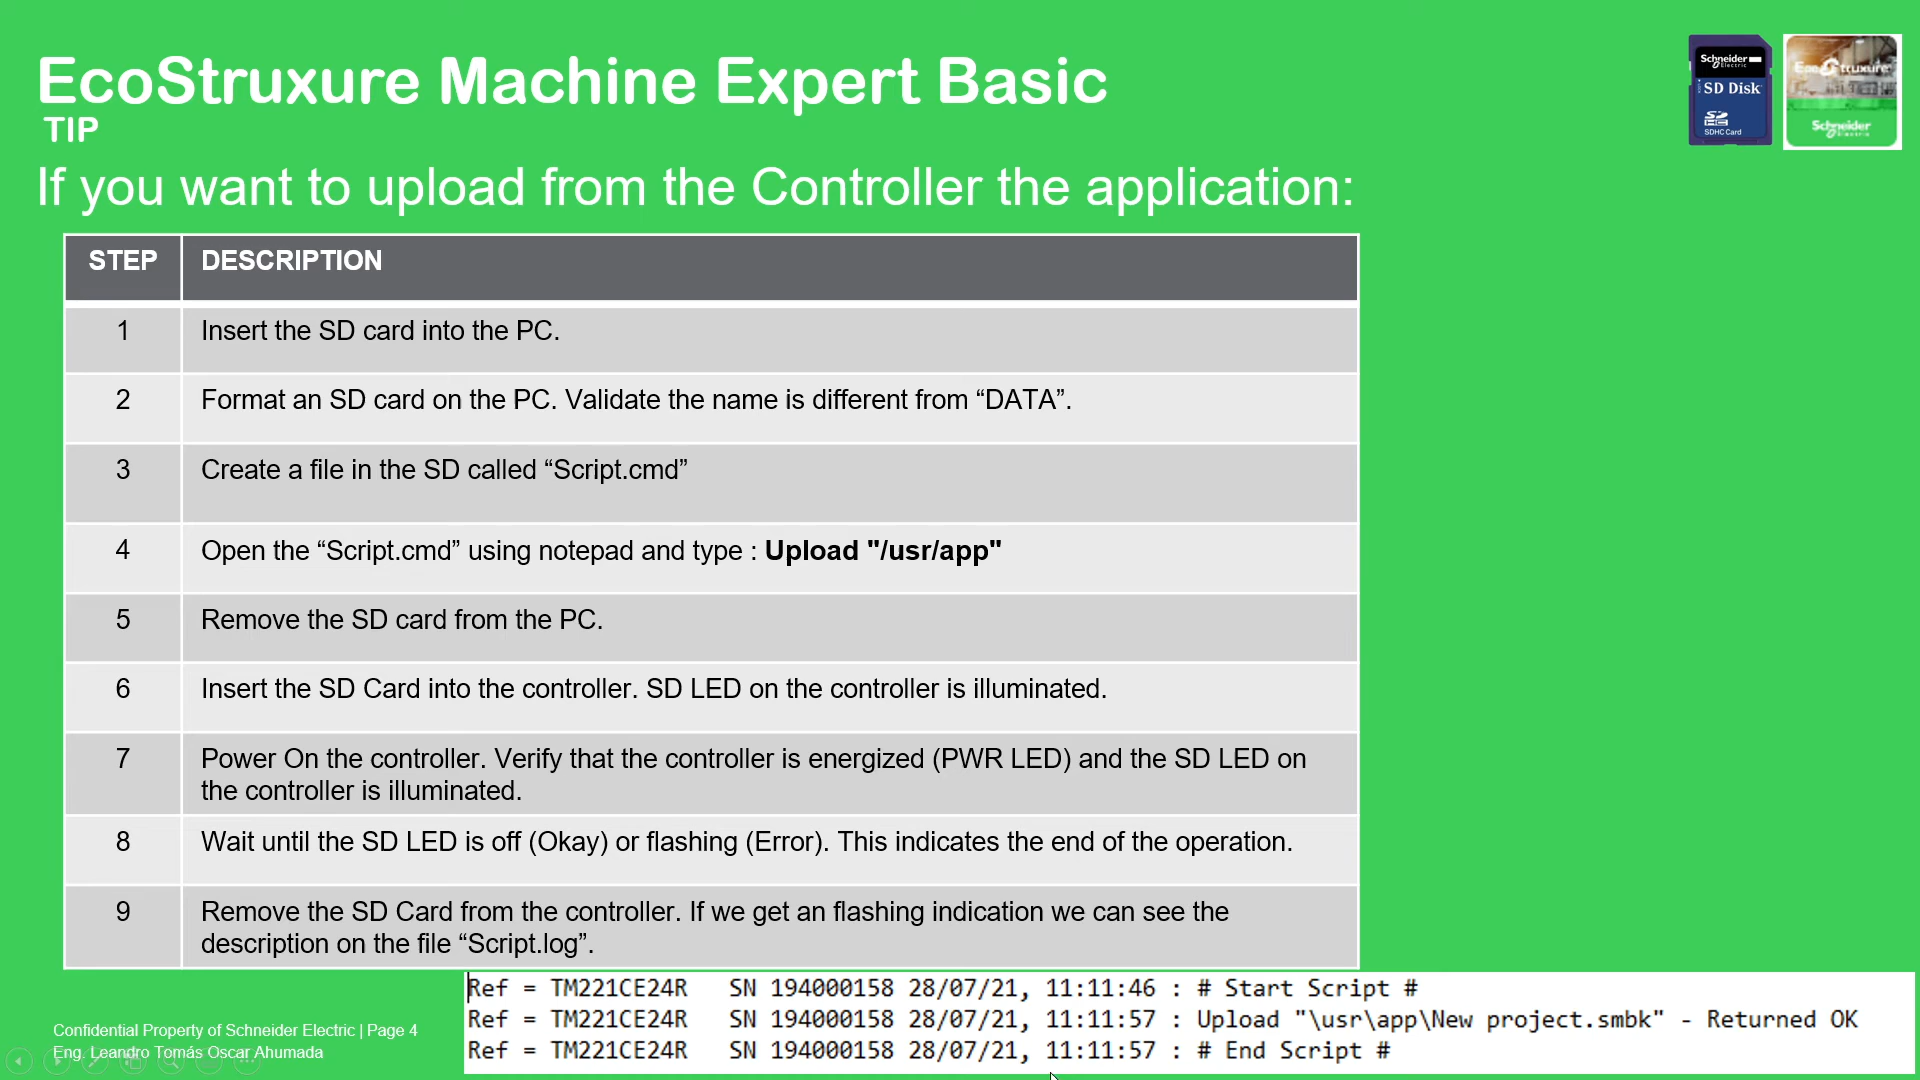 EcoStruxure Machine Expert Basic
TIP
If you want to upload from the Controller the application:
Schneider
Electric
SD Disk
SDHC Card
EcoStruxure
Schneider
STEP DESCRIPTION
1 Insert the SD card into the PC.
2 Format an SD card on the PC. Validate the name is different from “DATA”.
3 Create a file in the SD called “Script.cmd”
4 Open the “Script.cmd” using notepad and type : Upload "/usr/app"
5 Remove the SD card from the PC.
6 Insert the SD Card into the controller. SD LED on the controller is illuminated.
7 Power On the controller. Verify that the controller is energized (PWR LED) and the SD LED on
the controller is illuminated.
8 Wait until the SD LED is off (Okay) or flashing (Error). This indicates the end of the operation.
9 Remove the SD Card from the controller. If we get an flashing indication we can see the
description on the file “Script.log”.
Ref = TM221CE24R SN 194000158 28/07/21, 11:11:46 : # Start Script #
Ref = TM221CE24R SN 194000158 28/07/21, 11:11:57 : Upload "\usr\app\New project.smbk" - Returned OK
Ref = TM221CE24R SN 194000158 28/07/21, 11:11:57 : # End Script #
Confidential Property of Schneider Electric | Page 4
Eng. Leandro Tomás Oscar Ahumada